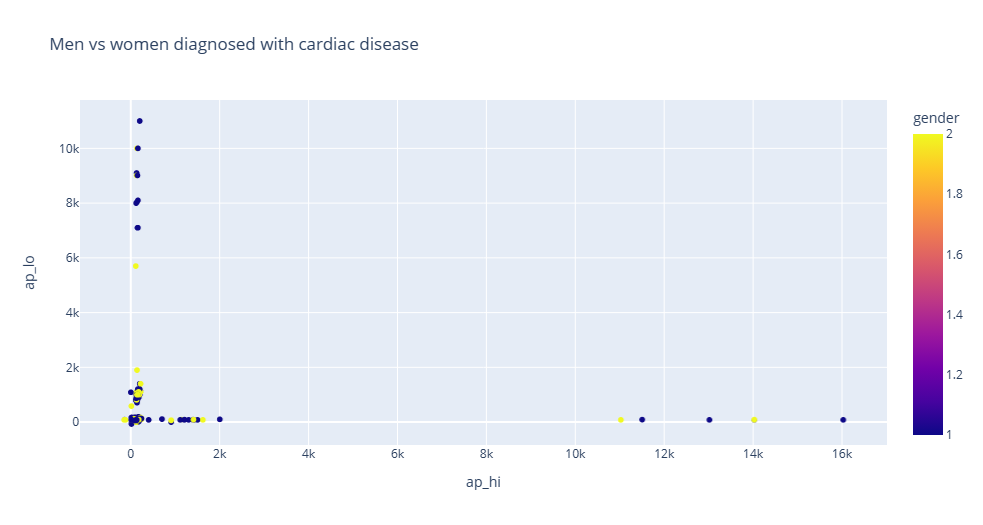 Men vs women diagnosed with cardiac disease
gender
2
1.8
1.6
1.4
1.2
1
ap_lo
10k
8k
6k
4k
2k
0
0
2k
4k
6k
8k
10k
12k
14k
16k
ap_hi